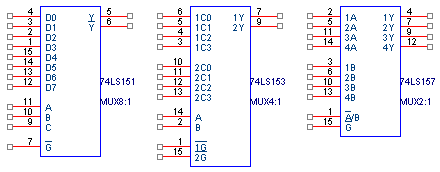 4 D0 Y 5
3 D1 Y 6
2 D2
1 D3
15 D4
14 D5
13 D6
12 D7
74LS151
MUX8:1
11 A
10 B
9 C
7 G
6 1C0 1Y 7
5 1C1 2Y 9
4 1C2
3 1C3
10 2C0
11 2C1
12 2C2
13 2C3
74LS153
MUX4:1
14 A
2 B
1 1G
15 2G
2 1A 1Y 4
5 2A 2Y 7
11 3A 3Y 9
14 4A 4Y 12
3 1B
6 2B
10 3B
13 4B
74LS157
MUX2:1
1 A/B
15 G